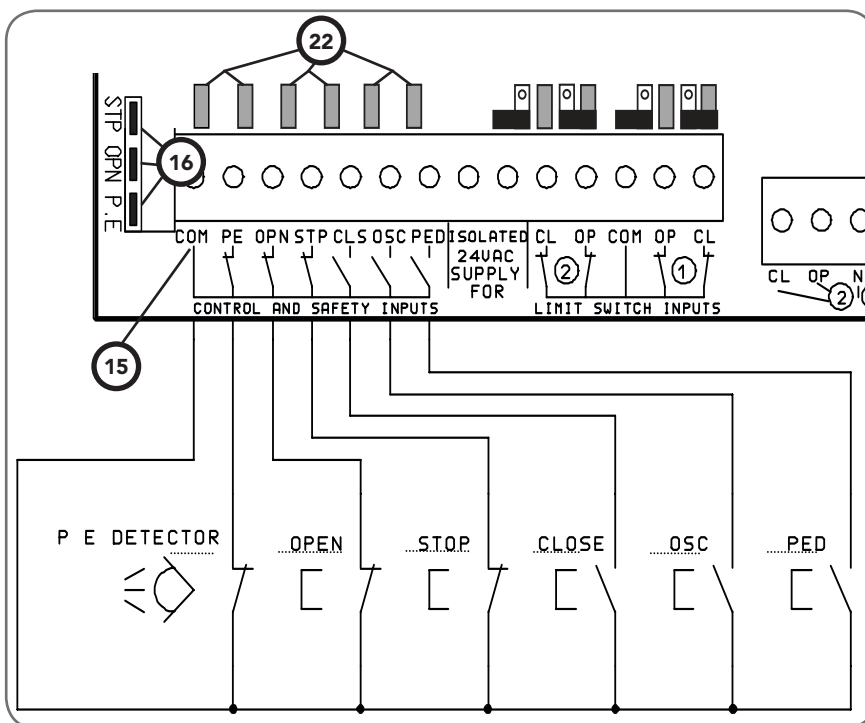 22
STP OPN P.E
16
COM PE OPN STP CLS OSC PED ISOLATED 24VAC SUPPLY FOR CL OP COM OP CL
2 1
CONTROL AND SAFETY INPUTS LIMIT SWITCH INPUTS
CL OP N
2
15
P E DETECTOR OPEN STOP CLOSE OSC PED